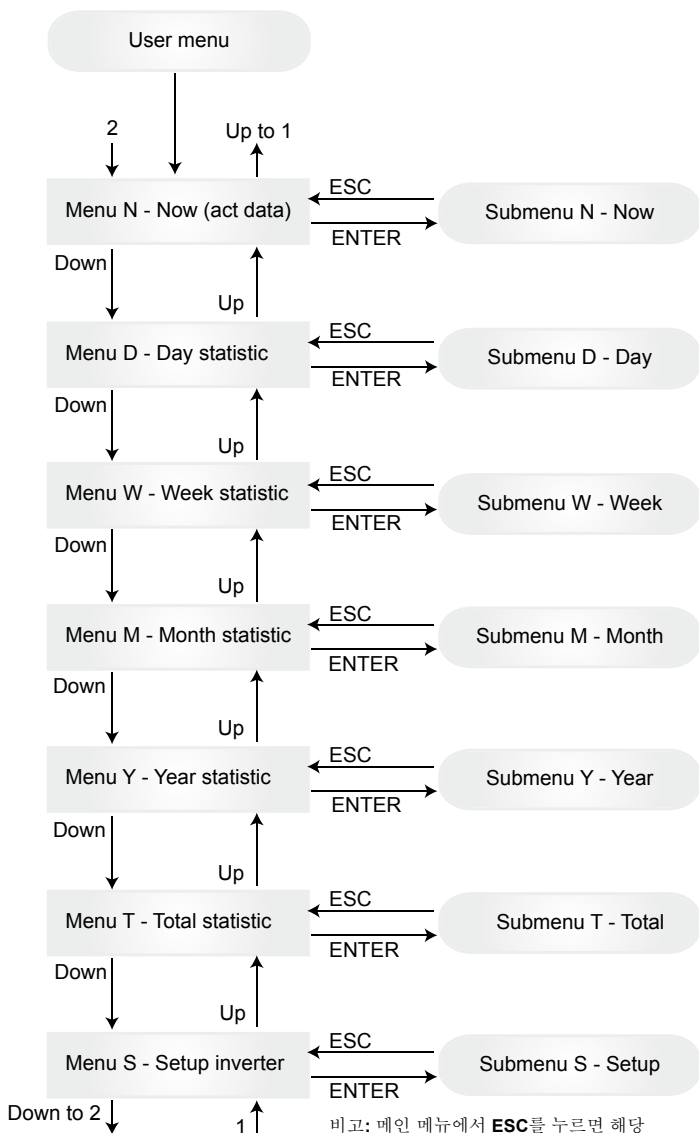 User menu
2
Up to 1
Menu N - Now (act data)
ESC
ENTER
Submenu N - Now
Down
Up
Menu D - Day statistic
ESC
ENTER
Submenu D - Day
Down
Up
Menu W - Week statistic
ESC
ENTER
Submenu W - Week
Down
Up
Menu M - Month statistic
ESC
ENTER
Submenu M - Month
Down
Up
Menu Y - Year statistic
ESC
ENTER
Submenu Y - Year
Down
Up
Menu T - Total statistic
ESC
ENTER
Submenu T - Total
Down
Up
Menu S - Setup inverter
ESC
ENTER
Submenu S - Setup
Down to 2
1
비고: 메인 메뉴에서 ESC를 누르면 해당